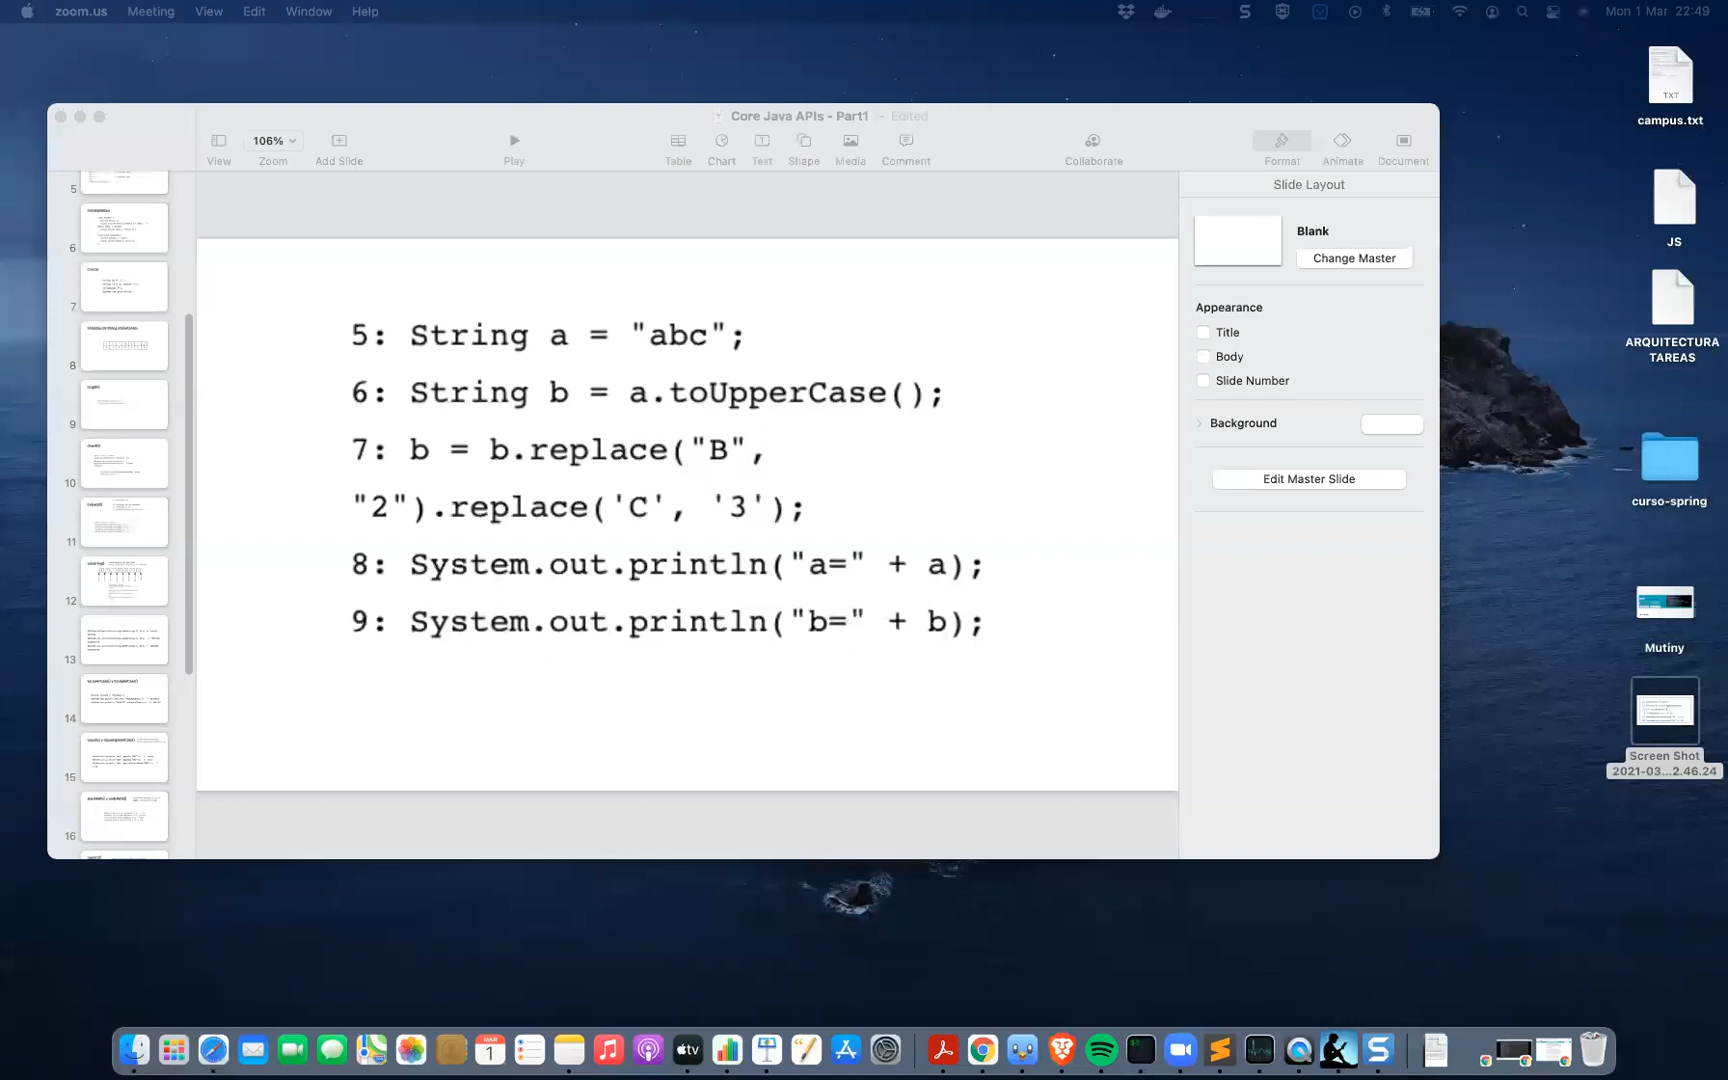 zoom.us Meeting View Edit Window Help
Mon 1 Mar 22:49
Core Java APIs - Part1 - Edited
106%
View Zoom Add Slide Play Table Chart Text Shape Media Comment Collaborate Format Animate Document
5
6
7
8
9
10
11
12
13
14
15
16
5: String a = "abc";
6: String b = a.toUpperCase();
7: b = b.replace("B",
"2").replace('C', '3');
8: System.out.println("a=" + a);
9: System.out.println("b=" + b);
Slide Layout
Blank
Change Master
Appearance
Title
Body
Slide Number
Background
Edit Master Slide
TXT
campus.txt
JS
ARQUITECTURA
TAREAS
curso-spring
Mutiny
Screen Shot
2021-03...2.46.24
MAR
1
tv